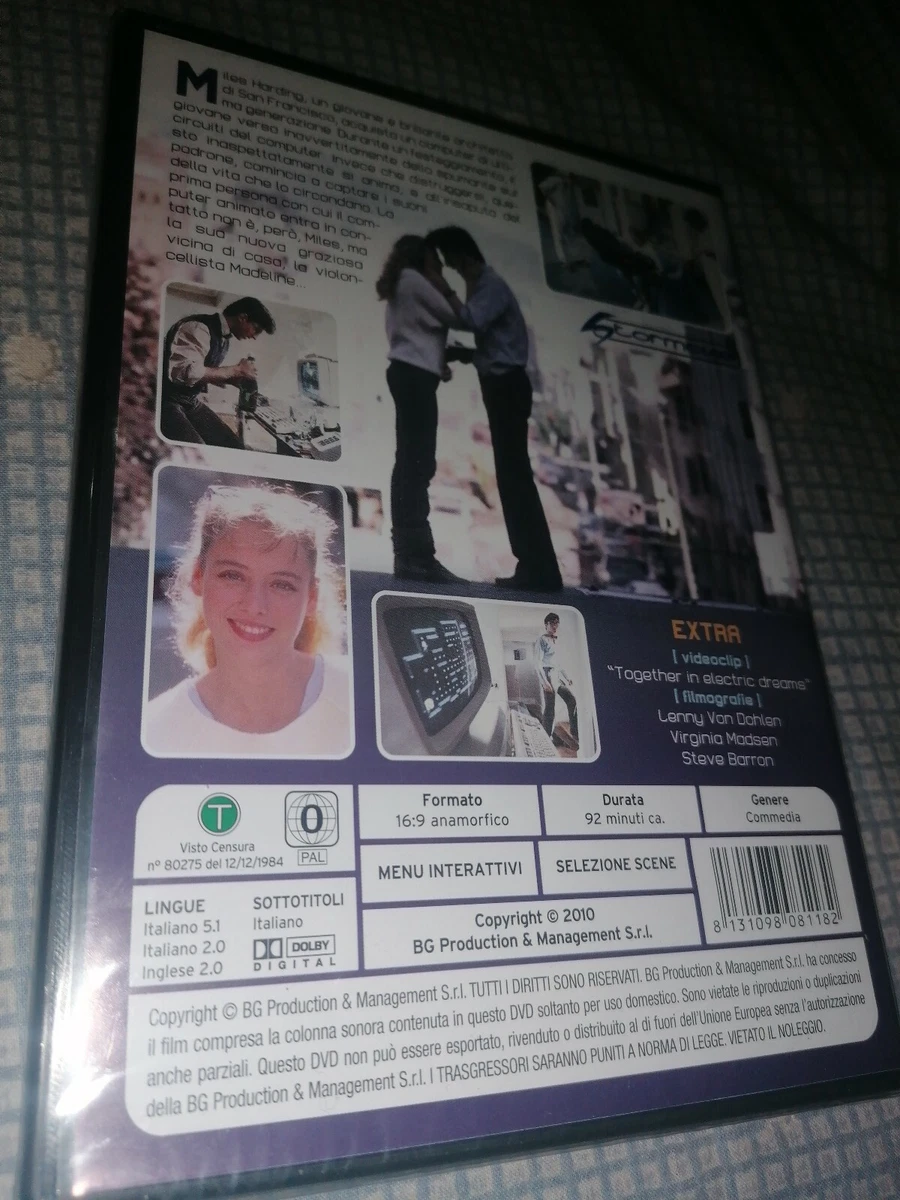 Miles Harding, un giovane e brillante architetto
di San Francisco, acquista un computer di ulti-
ma generazione. Durante un festeggiamento, il
giovane versa inavvertitamente dello spumante sui
circuiti del computer. Invece che distruggersi, que-
sto inaspettatamente si anima, e all'insaputa del
padrone, comincia a captare i suoni
della vita che lo circondano. La
prima persona con cui il com-
puter animato entra in con-
tatto non è, però, Miles, ma
la sua nuova graziosa
vicina di casa, la violon-
cellista Madeline...
EXTRA
[ videoclip ]
"Together in electric dreams"
[ filmografie ]
Lenny Von Dohlen
Virginia Madsen
Steve Barron
T
0
Visto Censura
n° 80275 del 12/12/1984
PAL
Formato
16:9 anamorfico
Durata
92 minuti ca.
Genere
Commedia
MENU INTERATTIVI
SELEZIONE SCENE
LINGUE
Italiano 5.1
Italiano 2.0
Inglese 2.0
SOTTOTITOLI
Italiano
DOLBY
DIGITAL
Copyright © 2010
BG Production & Management S.r.l.
8 131098 081182
Copyright © BG Production & Management S.r.l. TUTTI I DIRITTI SONO RISERVATI. BG Production & Management S.r.l. ha concesso
il film compresa la colonna sonora contenuta in questo DVD soltanto per uso domestico. Sono vietate le riproduzioni o duplicazioni
anche parziali. Questo DVD non può essere esportato, rivenduto o distribuito al di fuori dell'Unione Europea senza l'autorizzazione
della BG Production & Management S.r.l. I TRASGRESSORI SARANNO PUNITI A NORMA DI LEGGE. VIETATO IL NOLEGGIO.